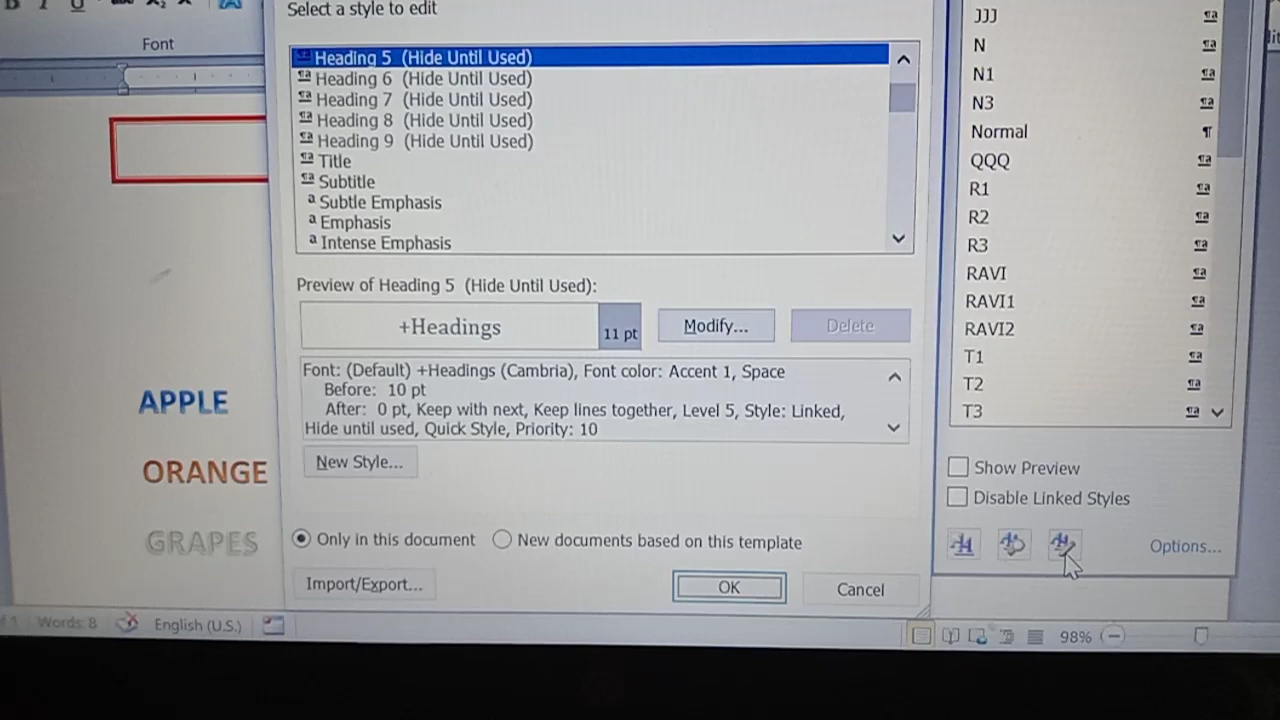 Select a style to edit
Font
Heading 5 (Hide Until Used)
Heading 6 (Hide Until Used)
Heading 7 (Hide Until Used)
Heading 8 (Hide Until Used)
Heading 9 (Hide Until Used)
Title
Subtitle
a Subtle Emphasis
a Emphasis
a Intense Emphasis
Preview of Heading 5 (Hide Until Used):
+Headings
11 pt
Modify...
Delete
Font: (Default) +Headings (Cambria), Font color: Accent 1, Space
Before: 10 pt
After: 0 pt, Keep with next, Keep lines together, Level 5, Style: Linked,
Hide until used, Quick Style, Priority: 10
New Style...
Only in this document
New documents based on this template
Import/Export...
OK
Cancel
APPLE
ORANGE
GRAPES
JJJ
N
N1
N3
Normal
QQQ
R1
R2
R3
RAVI
RAVI1
RAVI2
T1
T2
T3
Show Preview
Disable Linked Styles
Options...
Words: 8
English (U.S.)
98%